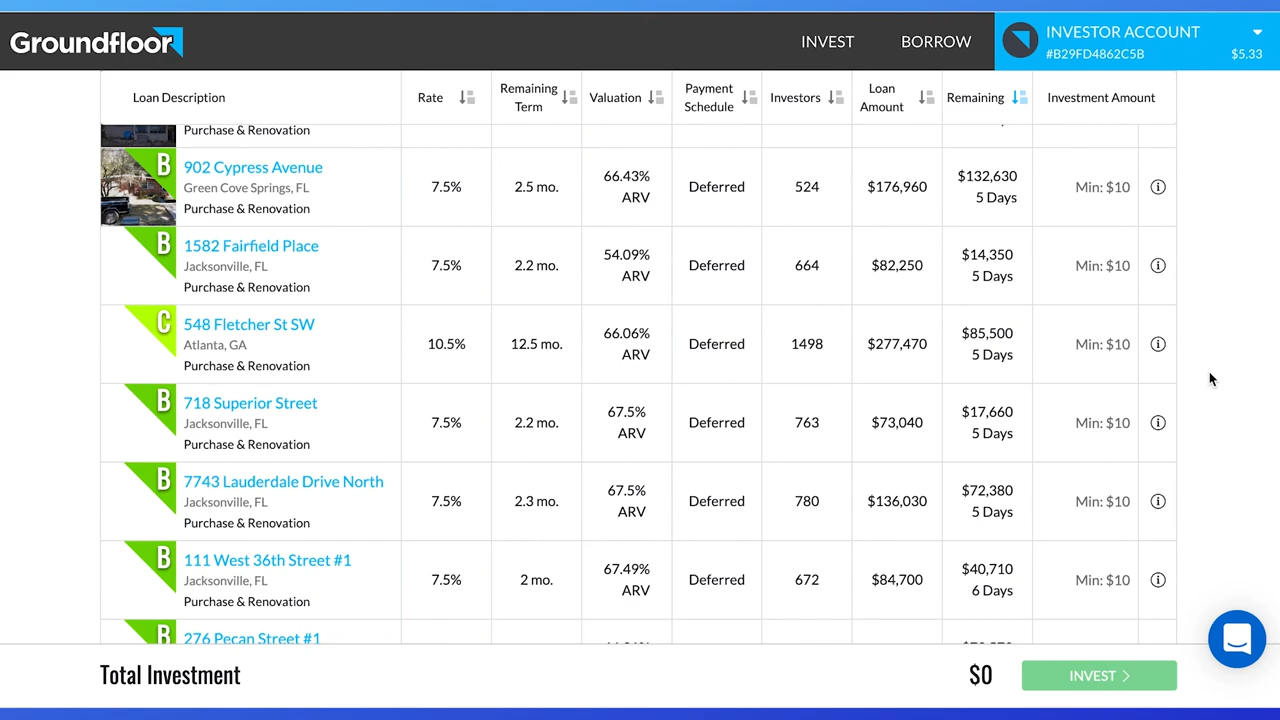 Groundfloor
INVEST
BORROW
INVESTOR ACCOUNT
#B29FD4862C5B
$5.33
Loan Description
Rate
Remaining
Term
Valuation
Payment
Schedule
Investors
Loan
Amount
Remaining
Investment Amount
Purchase & Renovation
B
902 Cypress Avenue
Green Cove Springs, FL
Purchase & Renovation
7.5%
2.5 mo.
66.43%
ARV
Deferred
524
$176,960
$132,630
5 Days
Min: $10
B
1582 Fairfield Place
Jacksonville, FL
Purchase & Renovation
7.5%
2.2 mo.
54.09%
ARV
Deferred
664
$82,250
$14,350
5 Days
Min: $10
C
548 Fletcher St SW
Atlanta, GA
Purchase & Renovation
10.5%
12.5 mo.
66.06%
ARV
Deferred
1498
$277,470
$85,500
5 Days
Min: $10
B
718 Superior Street
Jacksonville, FL
Purchase & Renovation
7.5%
2.2 mo.
67.5%
ARV
Deferred
763
$73,040
$17,660
5 Days
Min: $10
B
7743 Lauderdale Drive North
Jacksonville, FL
Purchase & Renovation
7.5%
2.3 mo.
67.5%
ARV
Deferred
780
$136,030
$72,380
5 Days
Min: $10
B
111 West 36th Street #1
Jacksonville, FL
Purchase & Renovation
7.5%
2 mo.
67.49%
ARV
Deferred
672
$84,700
$40,710
6 Days
Min: $10
B
276 Pecan Street #1
Total Investment
$0
INVEST